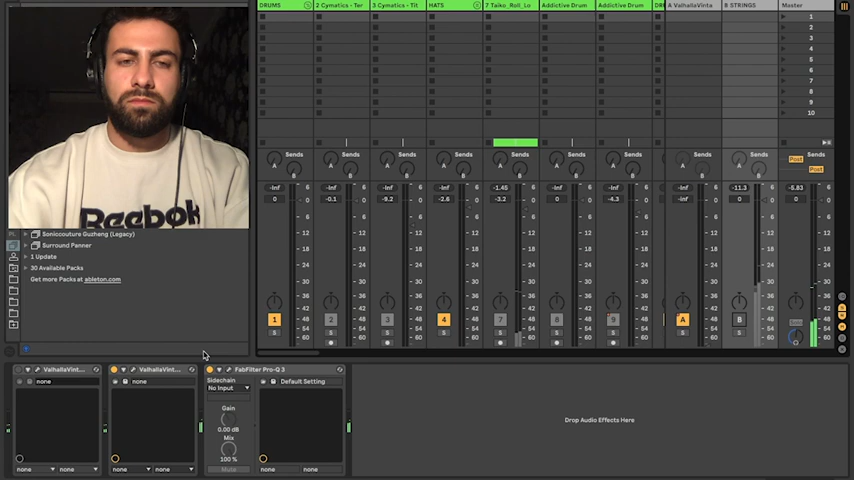 DRUMS
2 Cymatics - Ter
3 Cymatics - Tit
HATS
7 Taiko_Roll_Lo
Addictive Drum
Addictive Drum
A ValhallaVinta
B STRINGS
Master
1
2
3
4
5
6
7
8
9
10
Sends
Sends
Sends
Sends
Sends
Sends
Sends
Sends
Sends
Post
Sends
Post
-Inf
-Inf
-Inf
-Inf
-1.45
-Inf
-Inf
-Inf
-11.3
-5.83
0
-0.1
-9.2
-2.6
-3.2
0
-4.3
-Inf
0
0
1
2
3
4
7
8
9
A
B
Reebok
Soniccouture Guzheng (Legacy)
Surround Panner
1 Update
30 Available Packs
Get more Packs at ableton.com
ValhallaVint...
ValhallaVint...
FabFilter Pro-Q 3
none
none
Sidechain
No Input
Default Setting
Gain
0.00 dB
Mix
100 %
Mute
none
none
none
none
none
none
Drop Audio Effects Here